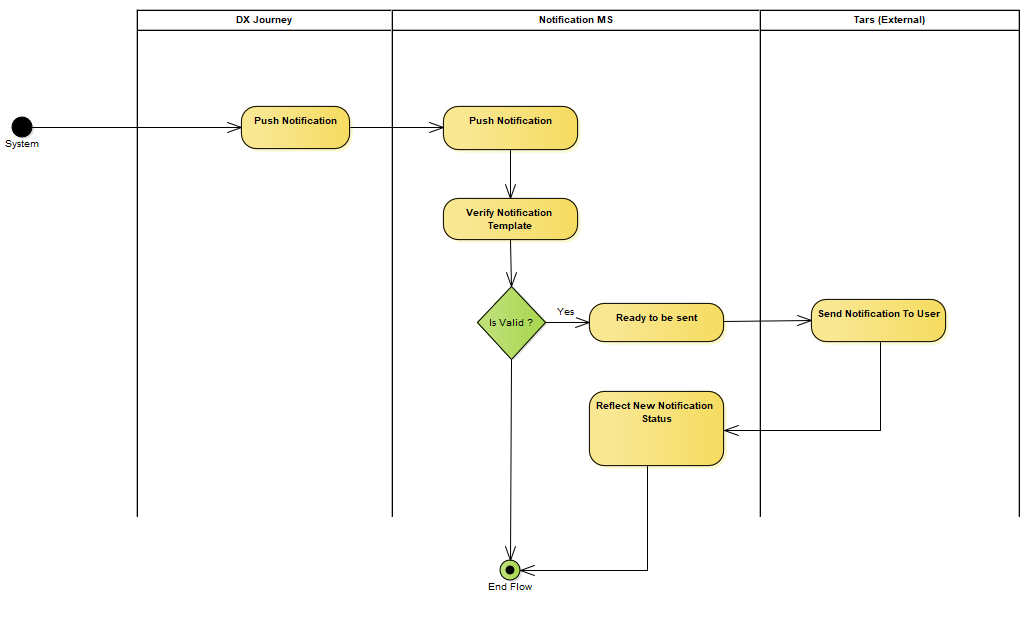 DX Journey
Notification MS
Tars (External)
System
Push Notification
Push Notification
Verify Notification
Template
Is Valid ?
Yes
Ready to be sent
Send Notification To User
Reflect New Notification
Status
End Flow